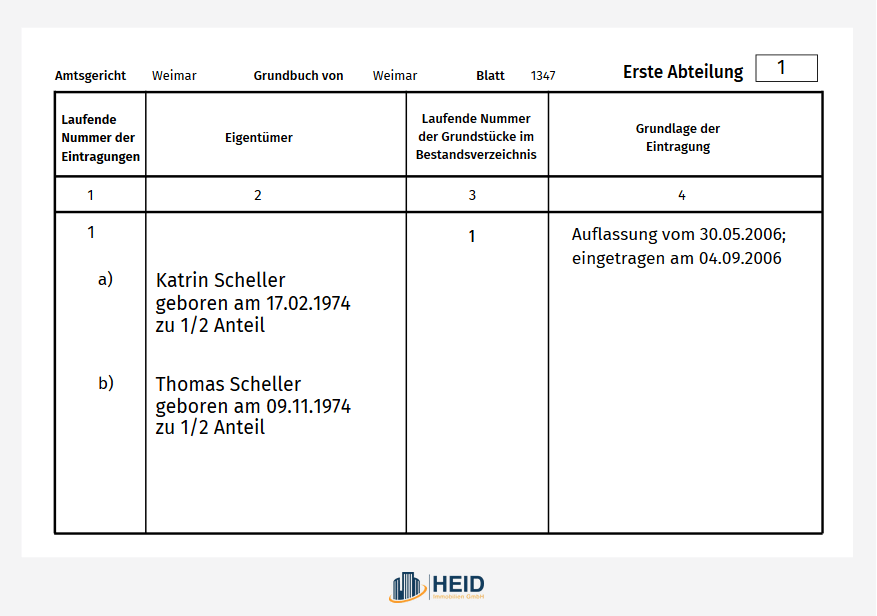 Amtsgericht Weimar Grundbuch von Weimar Blatt 1347 Erste Abteilung 1
Laufende Nummer der Eintragungen
Eigentümer
Laufende Nummer der Grundstücke im Bestandsverzeichnis
Grundlage der Eintragung
1 2 3 4
1 1 Auflassung vom 30.05.2006;
eingetragen am 04.09.2006
a) Katrin Scheller
geboren am 17.02.1974
zu 1/2 Anteil
b) Thomas Scheller
geboren am 09.11.1974
zu 1/2 Anteil
HEID
Immobilien GmbH